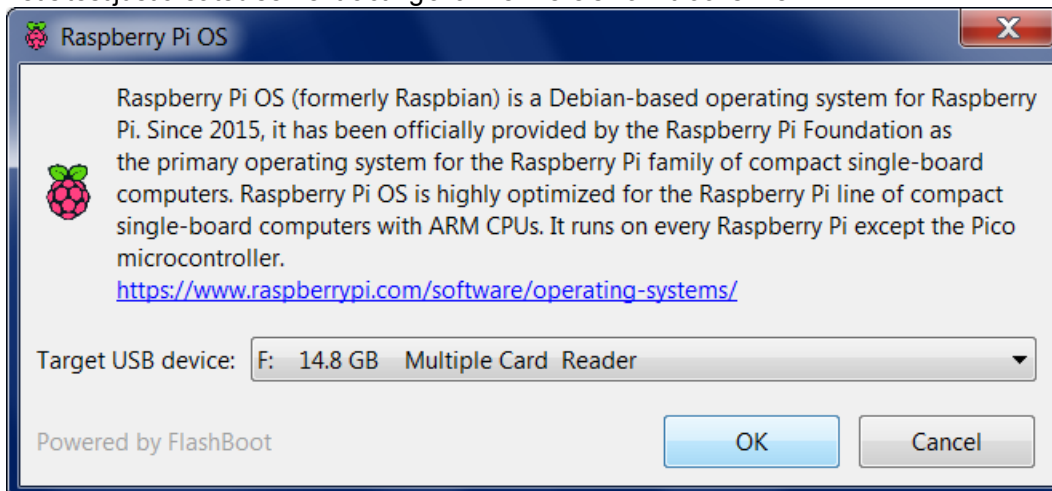 Raspberry Pi OS
X
Raspberry Pi OS (formerly Raspbian) is a Debian-based operating system for Raspberry
Pi. Since 2015, it has been officially provided by the Raspberry Pi Foundation as
the primary operating system for the Raspberry Pi family of compact single-board
computers. Raspberry Pi OS is highly optimized for the Raspberry Pi line of compact
single-board computers with ARM CPUs. It runs on every Raspberry Pi except the Pico
microcontroller.
https://www.raspberrypi.com/software/operating-systems/
Target USB device: F: 14.8 GB Multiple Card Reader
Powered by FlashBoot OK Cancel